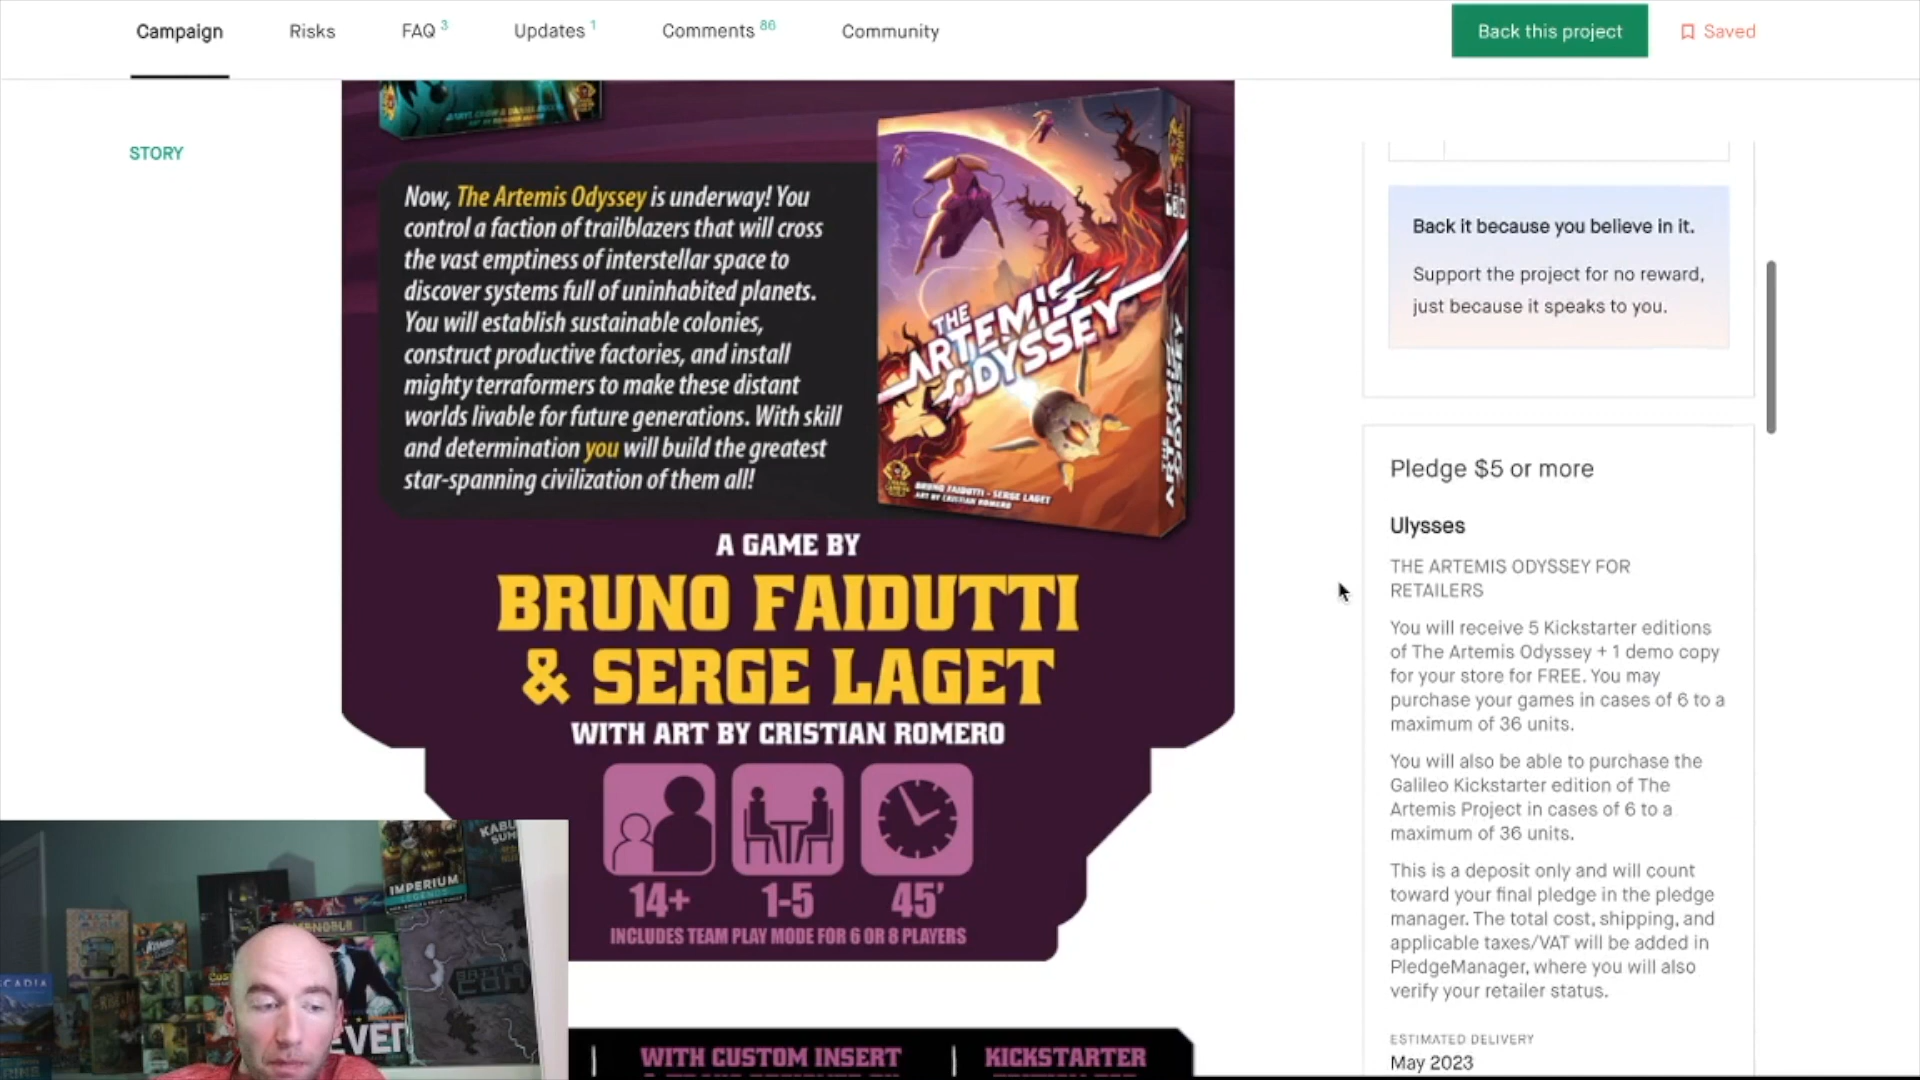 Campaign
Risks
FAQ 3
Updates 1
Comments 86
Community
Back this project
Saved
STORY
Now, The Artemis Odyssey is underway! You
control a faction of trailblazers that will cross
the vast emptiness of interstellar space to
discover systems full of uninhabited planets.
You will establish sustainable colonies,
construct productive factories, and install
mighty terraformers to make these distant
worlds livable for future generations. With skill
and determination you will build the greatest
star-spanning civilization of them all!
THE
ARTEMIS
ODYSSEY
BRUNO FAIDUTTI - SERGE LAGET
ART BY CRISTIAN ROMERO
THE
ARTEMIS
ODYSSEY
A GAME BY
BRUNO FAIDUTTI
& SERGE LAGET
WITH ART BY CRISTIAN ROMERO
14+
1-5
45'
INCLUDES TEAM PLAY MODE FOR 6 OR 8 PLAYERS
WITH CUSTOM INSERT
KICKSTARTER
Back it because you believe in it.
Support the project for no reward,
just because it speaks to you.
Pledge $5 or more
Ulysses
THE ARTEMIS ODYSSEY FOR
RETAILERS
You will receive 5 Kickstarter editions
of The Artemis Odyssey + 1 demo copy
for your store for FREE. You may
purchase your games in cases of 6 to a
maximum of 36 units.
You will also be able to purchase the
Galileo Kickstarter edition of The
Artemis Project in cases of 6 to a
maximum of 36 units.
This is a deposit only and will count
toward your final pledge in the pledge
manager. The total cost, shipping, and
applicable taxes/VAT will be added in
PledgeManager, where you will also
verify your retailer status.
ESTIMATED DELIVERY
May 2023
IMPERIUM
LEGENDS